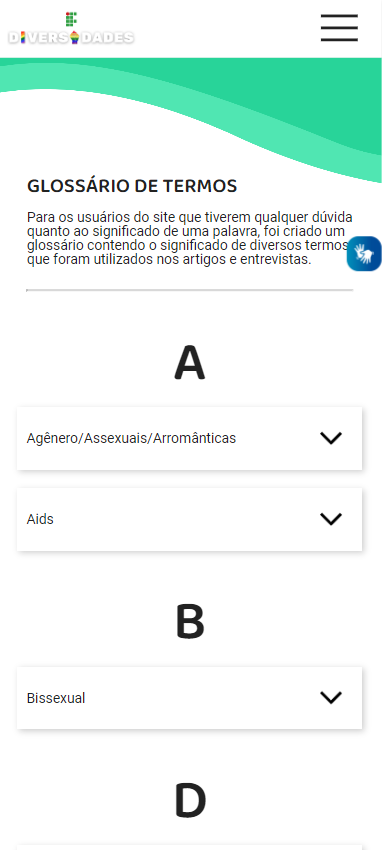 DIVERSIDADES
GLOSSÁRIO DE TERMOS
Para os usuários do site que tiverem qualquer dúvida
quanto ao significado de uma palavra, foi criado um
glossário contendo o significado de diversos termos
que foram utilizados nos artigos e entrevistas.
A
Agênero/Assexuais/Arromânticas
Aids
B
Bissexual
D